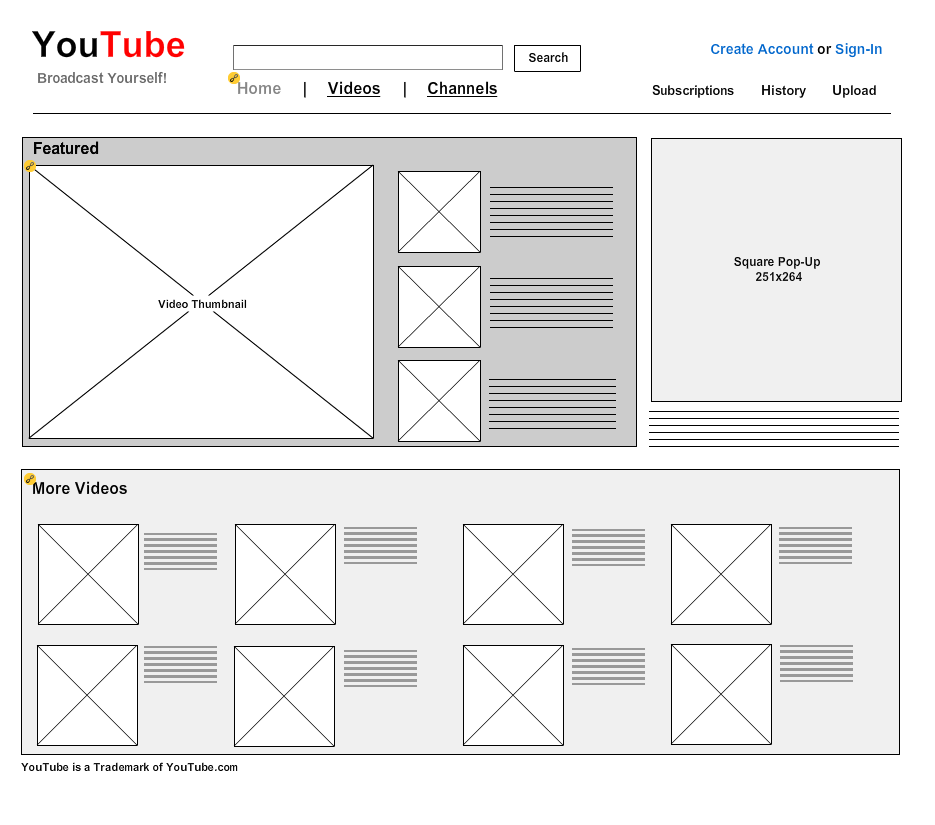 YouTube
Broadcast Yourself!
Search
Create Account or Sign-In
Home | Videos | Channels
Subscriptions History Upload
Featured
Video Thumbnail
Square Pop-Up
251x264
More Videos
YouTube is a Trademark of YouTube.com